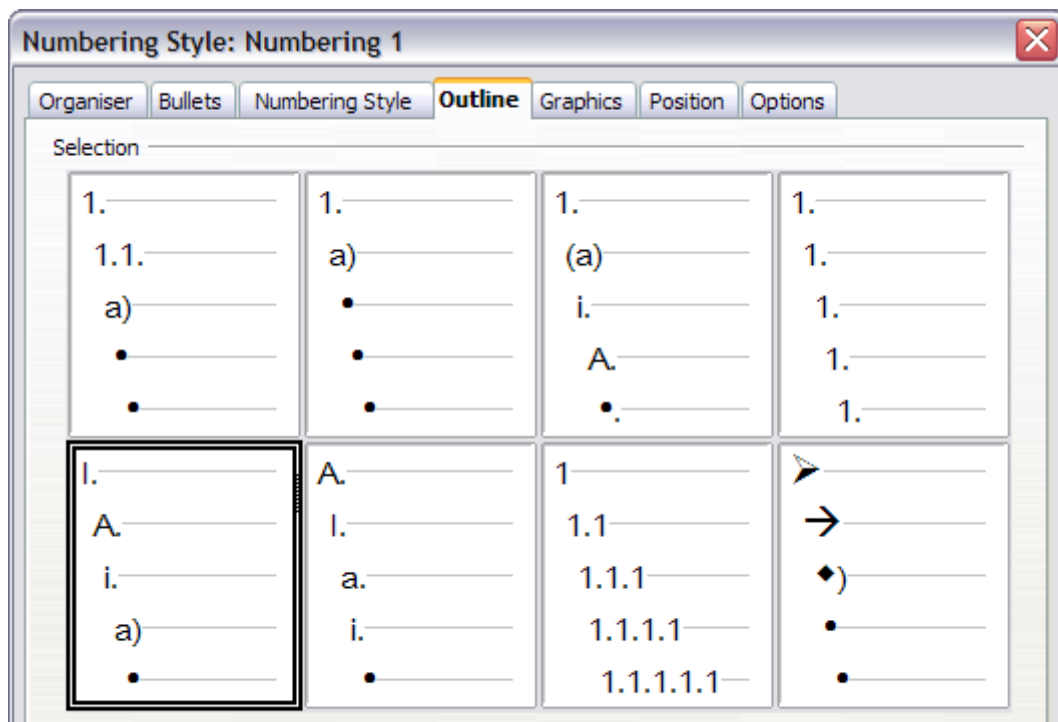 Numbering Style: Numbering 1
Organiser Bullets Numbering Style Outline Graphics Position Options
Selection
1.
1.1.
a)
•
•
1.
a)
•
•
•
1.
(a)
i.
A.
•.
1.
1.
1.
1.
1.
I.
A.
i.
a)
•
A.
I.
a.
i.
•
1
1.1
1.1.1
1.1.1.1
1.1.1.1.1
➢
→
◆)
•
•